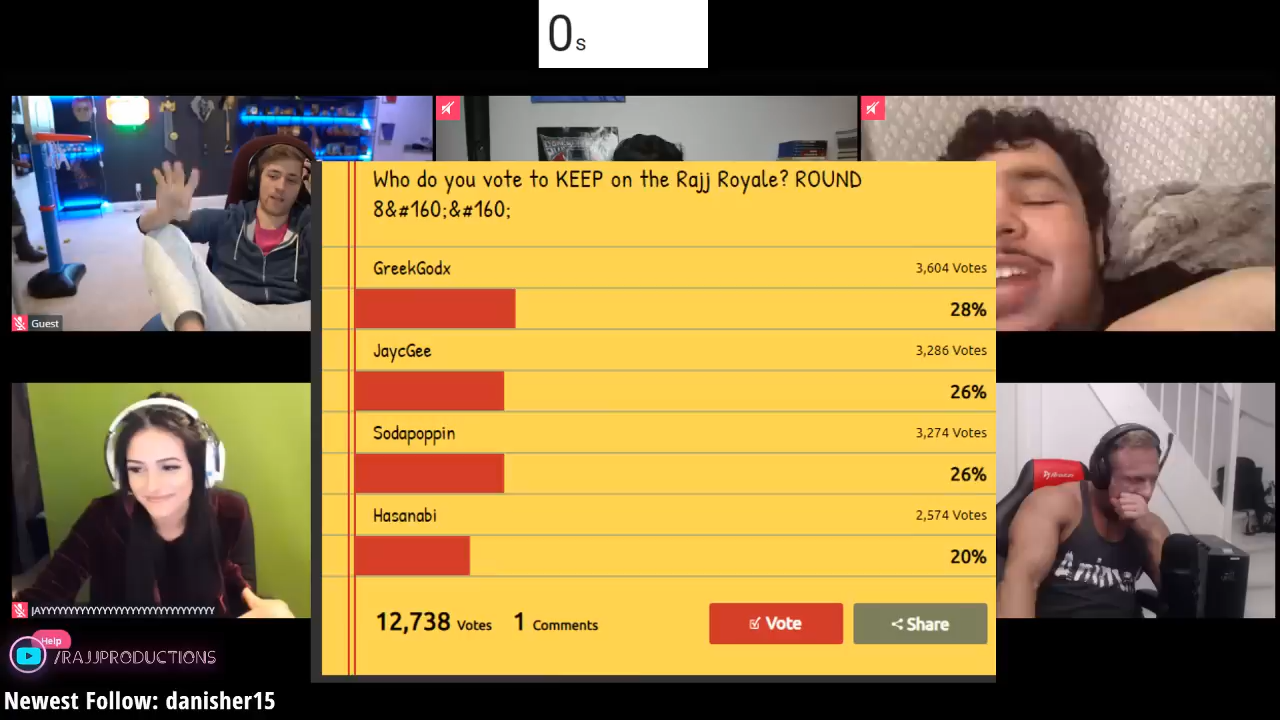 0s
Who do you vote to KEEP on the Rajj Royale? ROUND
8&#160;&#160;
GreekGodx 3,604 Votes
28%
JaycGee 3,286 Votes
26%
Sodapoppin 3,274 Votes
26%
Hasanabi 2,574 Votes
20%
12,738 Votes 1 Comments Vote Share
Guest
JAYYYYYYYYYYYYYYYYYYYYYYYYYYYYYYY
Help
/RAJJPRODUCTIONS
Newest Follow: danisher15